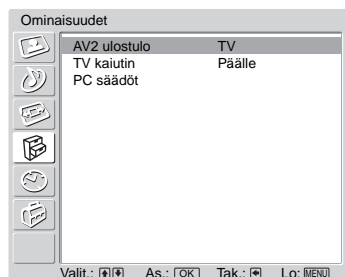 Ominaisuudet
AV2 ulostulo TV
TV kaiutin Päälle
PC säädöt
Valit.: As.: OK Tak.: Lo: MENU